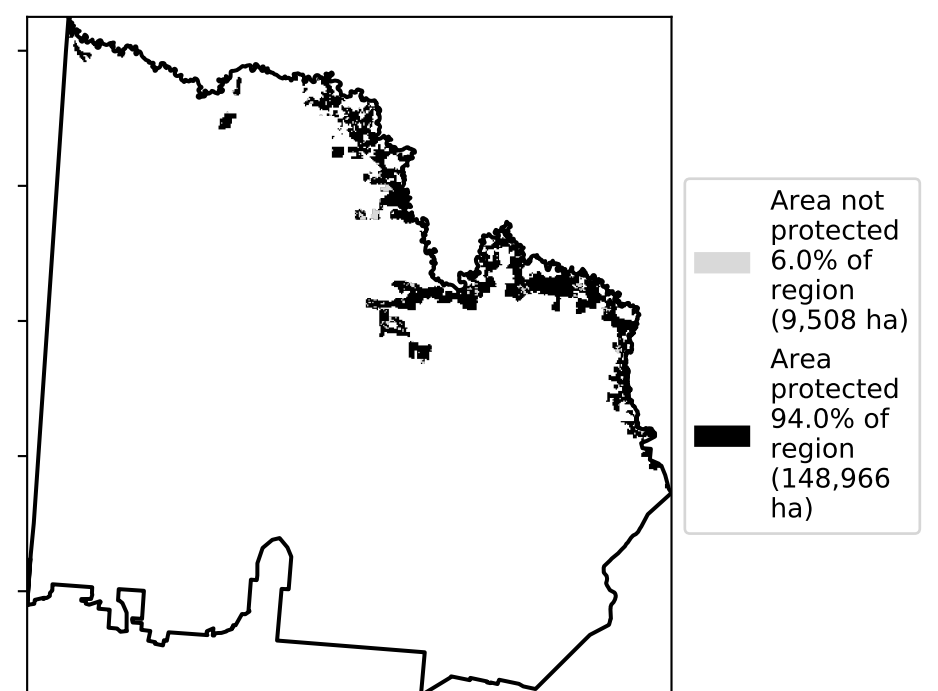 Area not
protected
6.0% of
region
(9,508 ha)
Area
protected
94.0% of
region
(148,966
ha)